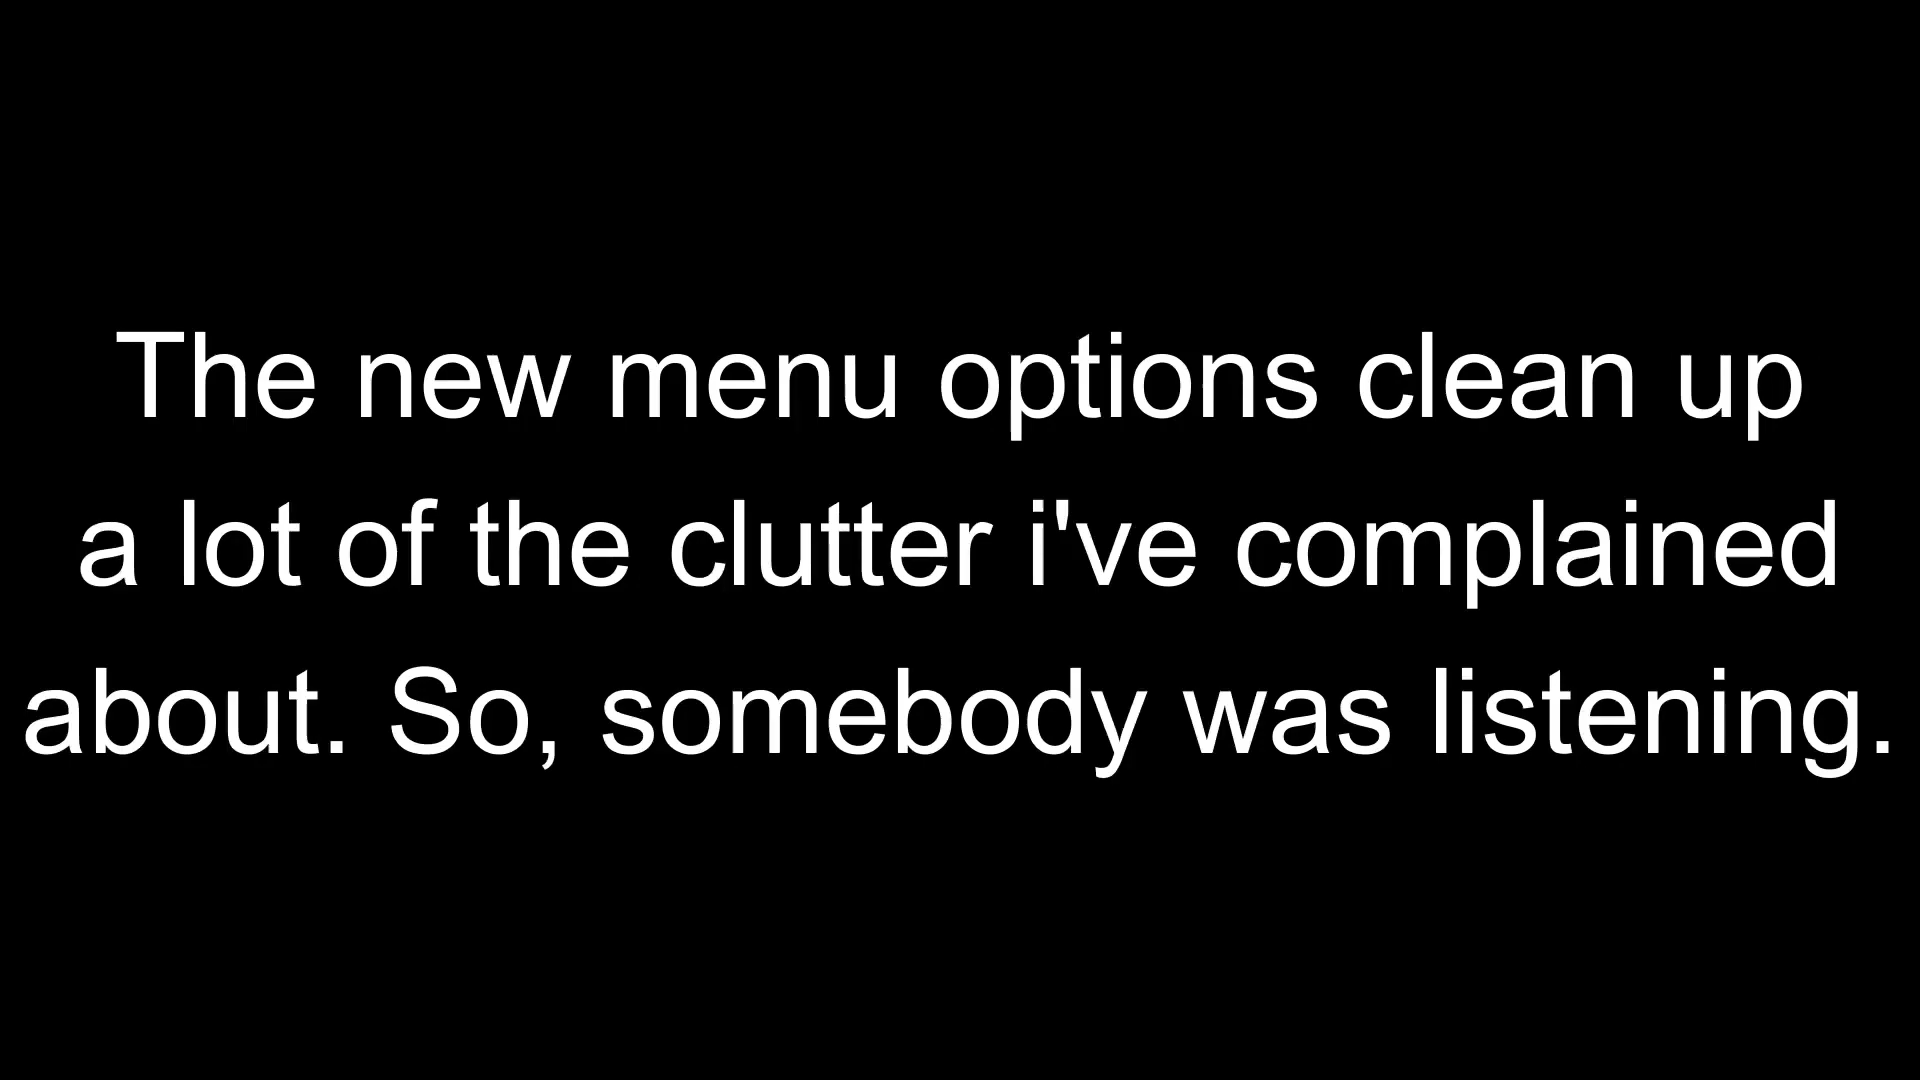 The new menu options clean up
a lot of the clutter i've complained
about. So, somebody was listening.